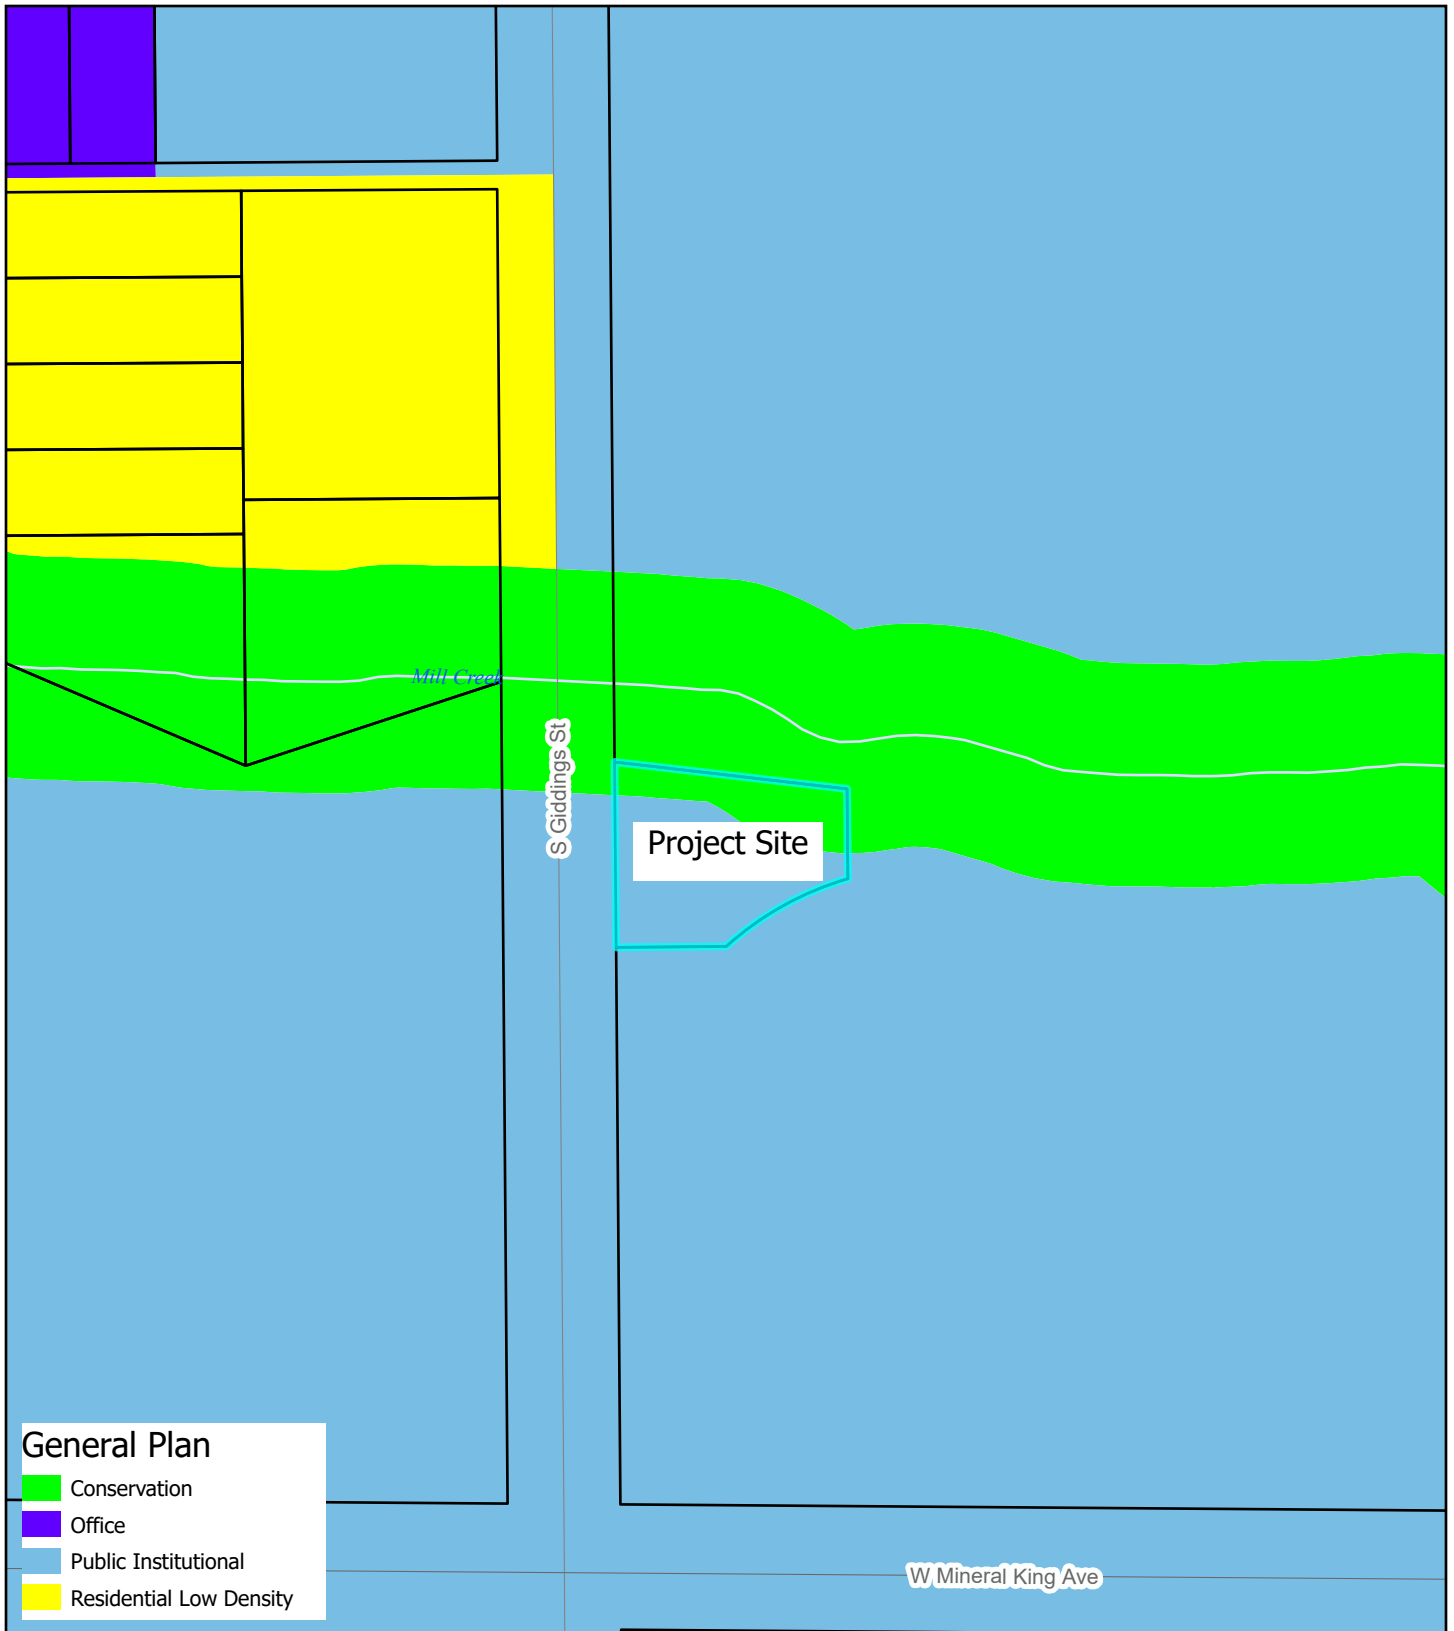 Mill Creek
S Giddings St
Project Site
General Plan
Conservation
Office
Public Institutional
Residential Low Density
W Mineral King Ave